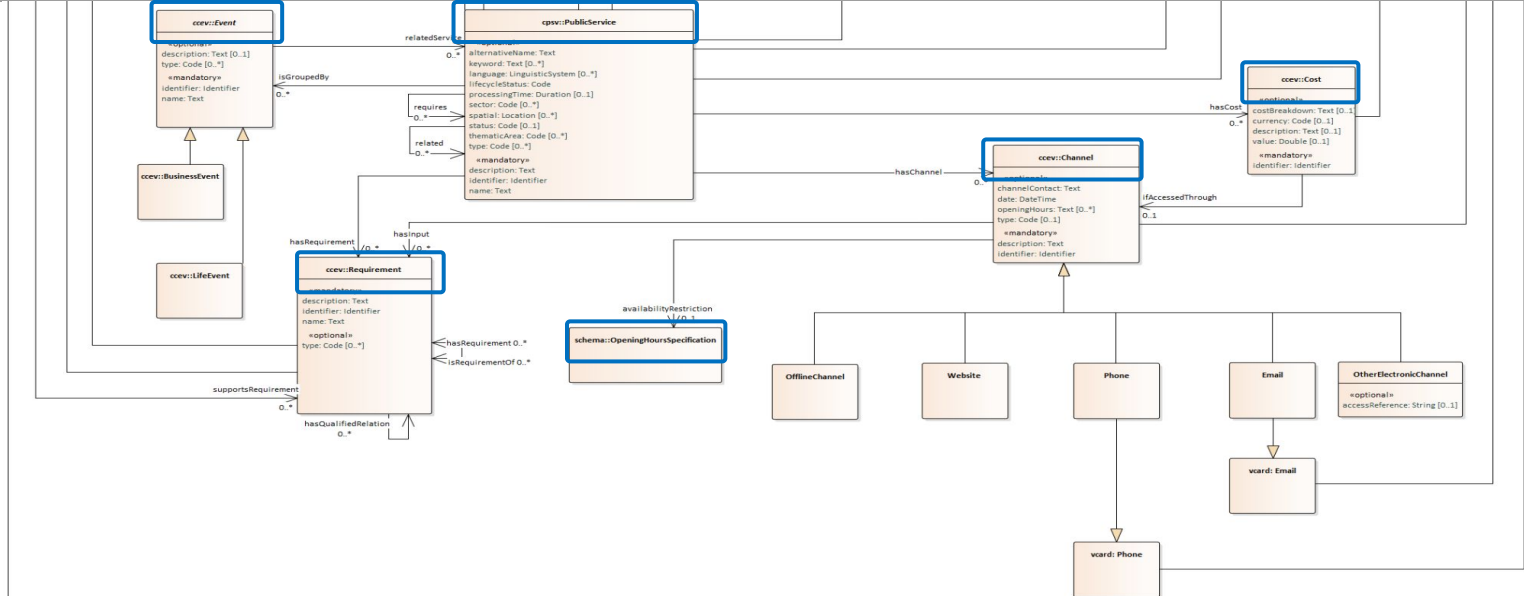 ccev::Event
«optional»
description: Text [0..1]
type: Code [0..*]
«mandatory»
identifier: Identifier
name: Text
relatedService
0..*
isGroupedBy
0..*
cpsv::PublicService
«optional»
alternativeName: Text
keyword: Text [0..*]
language: LinguisticSystem [0..*]
lifecycleStatus: Code
processingTime: Duration [0..1]
sector: Code [0..*]
spatial: Location [0..*]
status: Code [0..1]
thematicArea: Code [0..*]
type: Code [0..*]
«mandatory»
description: Text
identifier: Identifier
name: Text
requires
0..*
related
0..*
hasCost
0..*
ccev::Cost
«optional»
costBreakdown: Text [0..1]
currency: Code [0..1]
description: Text [0..1]
value: Double [0..1]
«mandatory»
identifier: Identifier
ifAccessedThrough
0..1
hasChannel
0..
ccev::Channel
«optional»
channelContact: Text
date: DateTime
openingHours: Text [0..*]
type: Code [0..1]
«mandatory»
description: Text
identifier: Identifier
ccev::BusinessEvent
ccev::LifeEvent
hasRequirement
0..*
hasInput
0..*
ccev::Requirement
«mandatory»
description: Text
identifier: Identifier
name: Text
«optional»
type: Code [0..*]
hasRequirement 0..*
isRequirementOf 0..*
supportsRequirement
0..*
hasQualifiedRelation
0..*
availabilityRestriction
0..1
schema::OpeningHoursSpecification
OfflineChannel
Website
Phone
Email
OtherElectronicChannel
«optional»
accessReference: String [0..1]
vcard: Email
vcard: Phone